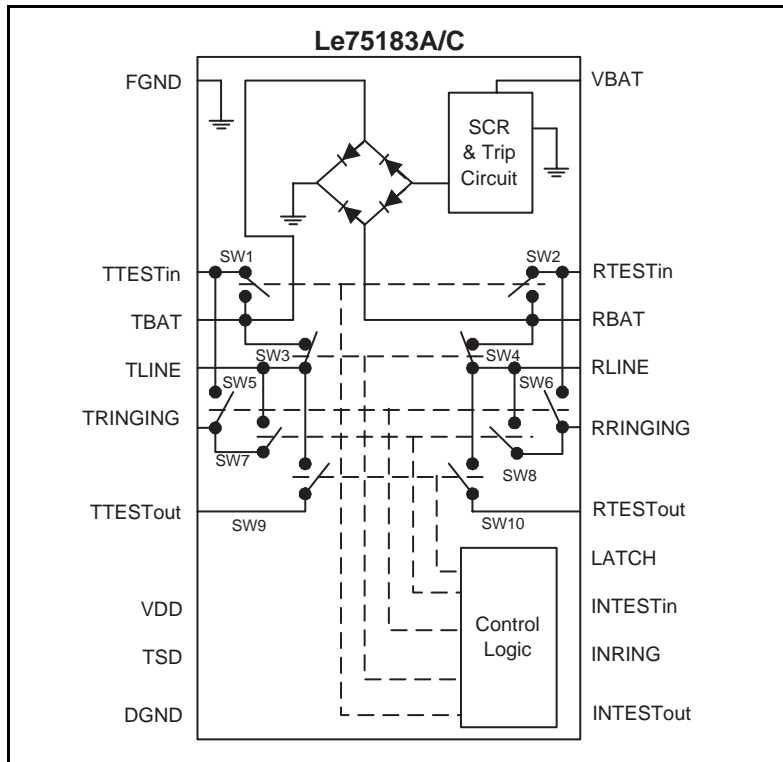 Le75183A/C
FGND
VBAT
SCR
& Trip
Circuit
SW1
SW2
TTESTin
RTESTin
TBAT
RBAT
SW3
SW4
TLINE
RLINE
SW5
SW6
TRINGING
RRINGING
SW7
SW8
TTESTout
RTESTout
SW9
SW10
LATCH
VDD
INTESTin
Control
Logic
TSD
INRING
DGND
INTESTout